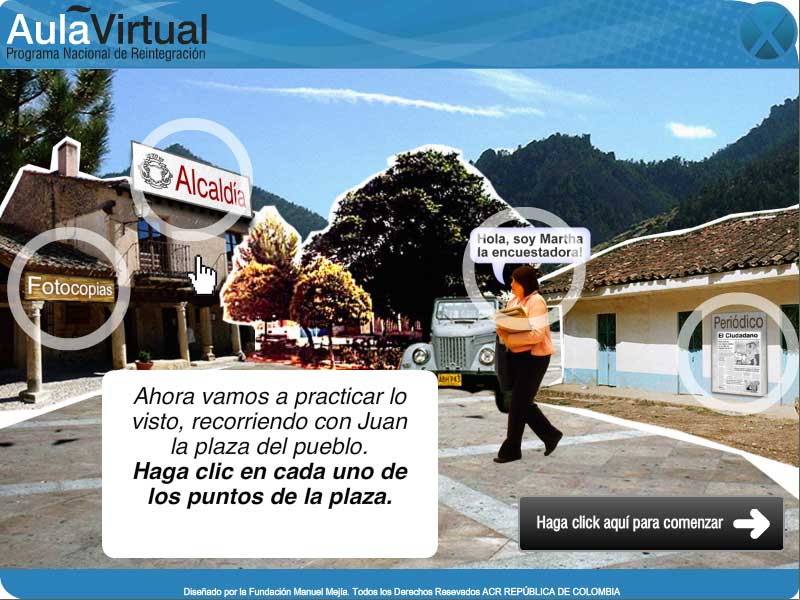 AulaVirtual
Programa Nacional de Reintegración
Alcaldía
Fotocopias
Hola, soy Martha
la encuestadora!
Periódico
El Ciudadano
Ahora vamos a practicar lo
visto, recorriendo con Juan
la plaza del pueblo.
Haga clic en cada uno de
los puntos de la plaza.
Haga click aquí para comenzar
Diseñado por la Fundación Manuel Mejía. Todos los Derechos Resevados ACR REPÚBLICA DE COLOMBIA